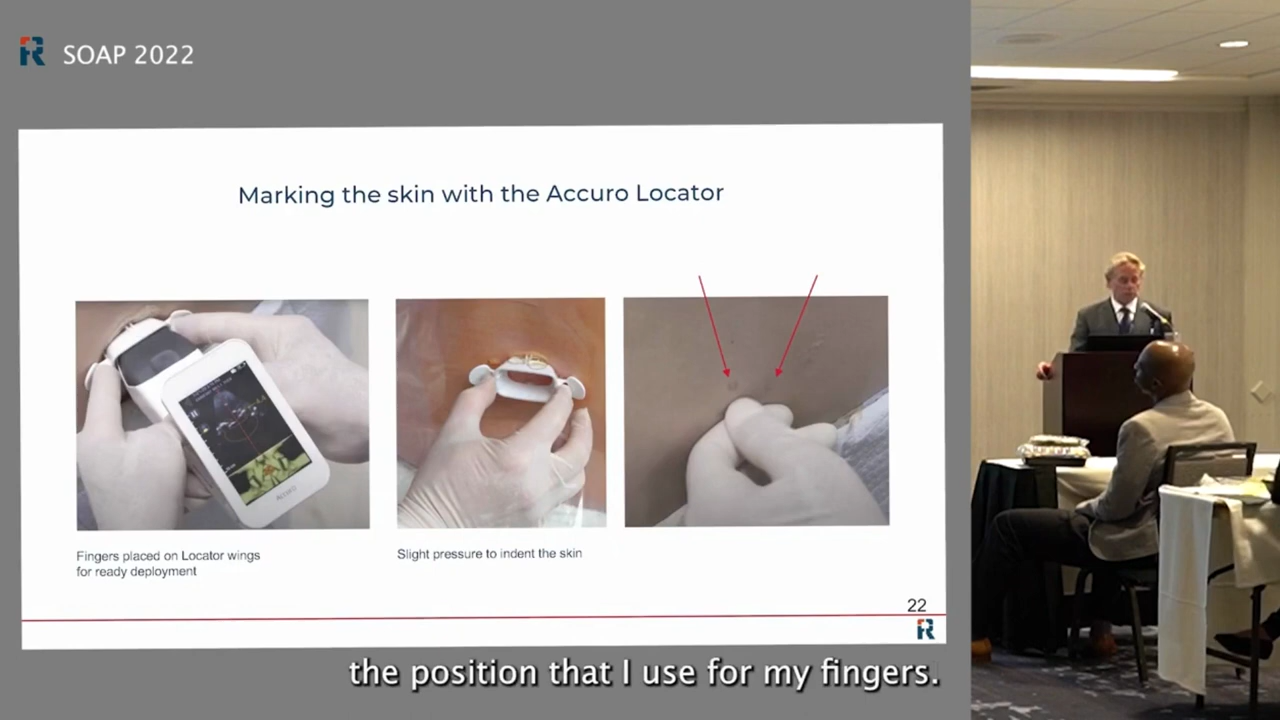 SOAP 2022
Marking the skin with the Accuro Locator
Fingers placed on Locator wings
for ready deployment
Slight pressure to indent the skin
22
the position that I use for my fingers.